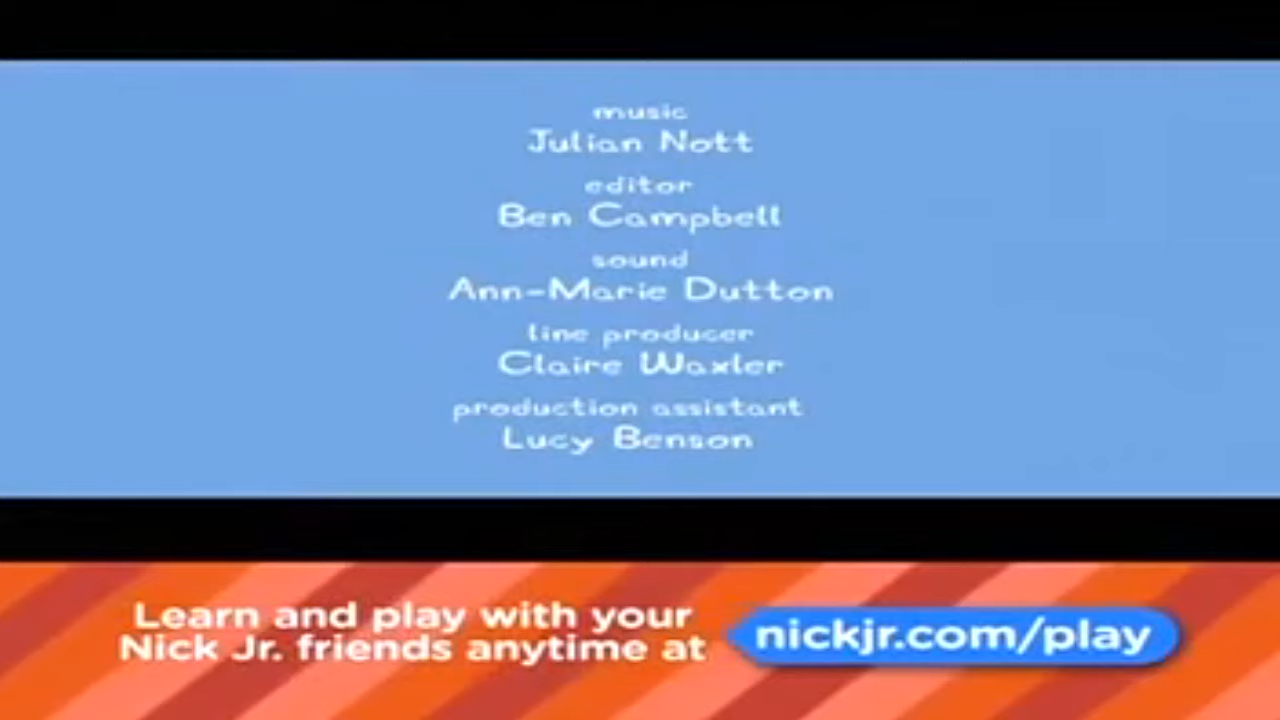 music
Julian Nott
editor
Ben Campbell
sound
Ann-Marie Dutton
line producer
Claire Waxler
production assistant
Lucy Benson
Learn and play with your
Nick Jr. friends anytime at
nickjr.com/play